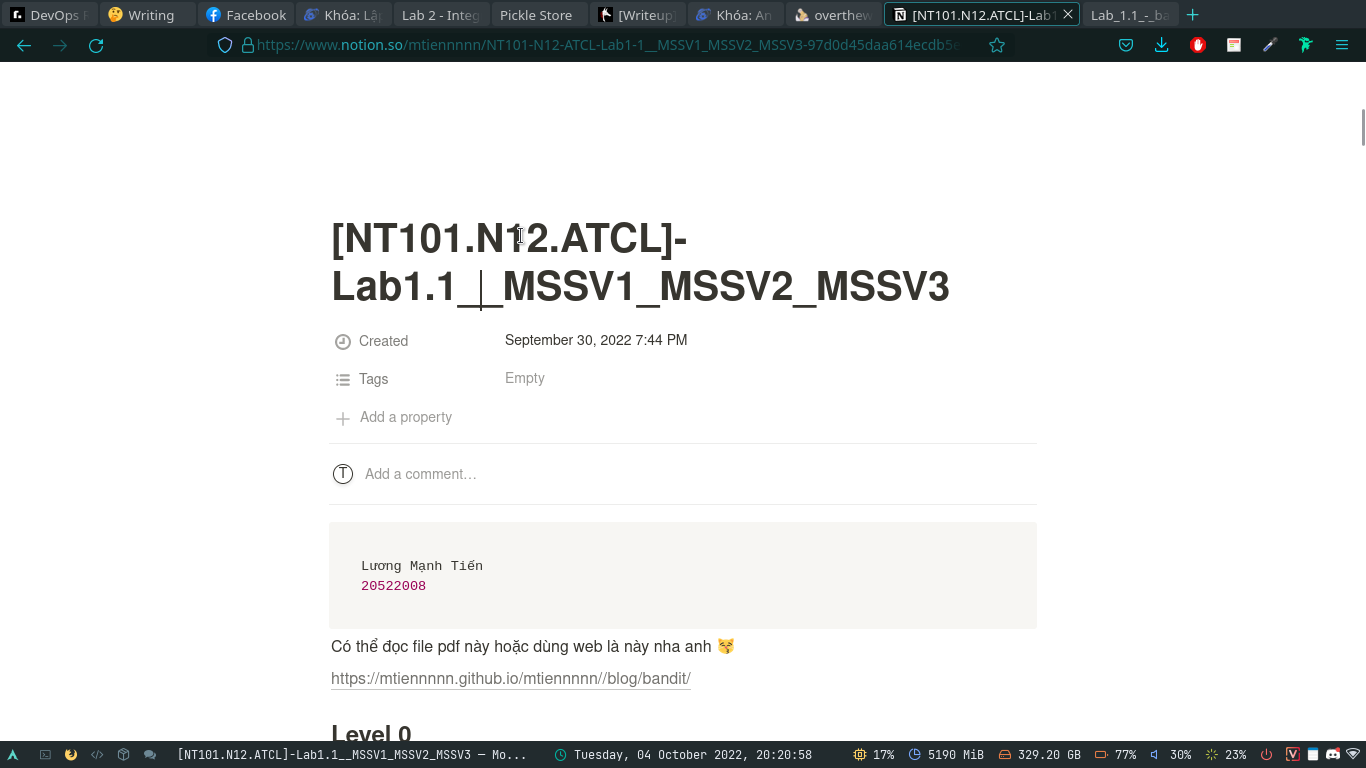 DevOps
Writing
Facebook
Khóa: Lậ
Lab 2 - Integ
Pickle Store
[Writeup
Khóa: An
overthew
[NT101.N12.ATCL]-Lab1
Lab_1.1_-_ba
https://www.notion.so/mtiennnnn/NT101-N12-ATCL-Lab1-1__MSSV1_MSSV2_MSSV3-97d0d45daa614ecdb5e
[NT101.N12.ATCL]-
Lab1.1__MSSV1_MSSV2_MSSV3
Created September 30, 2022 7:44 PM
Tags Empty
Add a property
T Add a comment…
Lương Mạnh Tiến
20522008
Có thể đọc file pdf này hoặc dùng web là này nha anh 😽
https://mtiennnnn.github.io/mtiennnnn//blog/bandit/
Level 0
[NT101.N12.ATCL]-Lab1.1__MSSV1_MSSV2_MSSV3 — Mo... Tuesday, 04 October 2022, 20:20:58 17% 5190 MiB 329.20 GB 77% 30% 23%